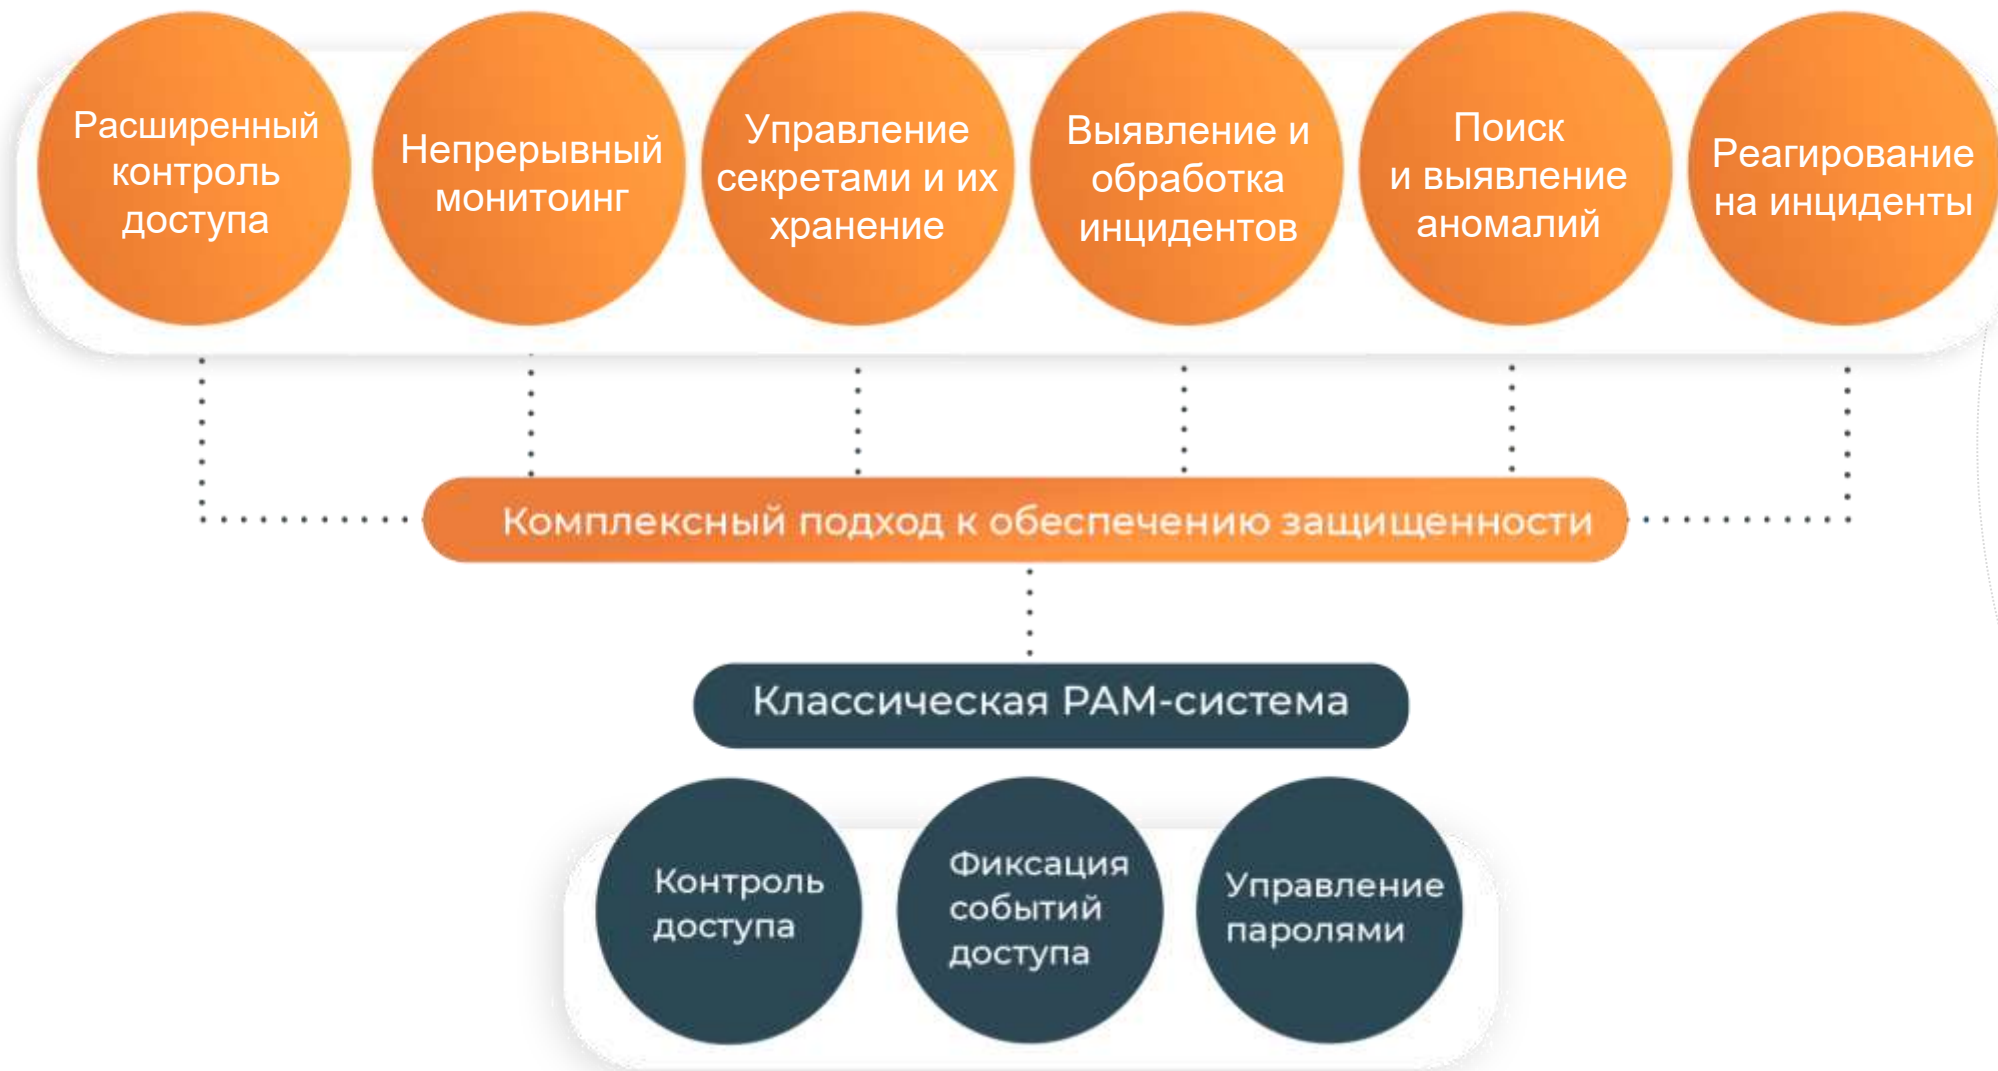 Расширенный
контроль
доступа
Непрерывный
монитоинг
Управление
секретами и их
хранение
Выявление и
обработка
инцидентов
Поиск
и выявление
аномалий
Реагирование
на инциденты
Комплексный подход к обеспечению защищенности
Классическая РАМ-система
Контроль
доступа
Фиксация
событий
доступа
Управление
паролями